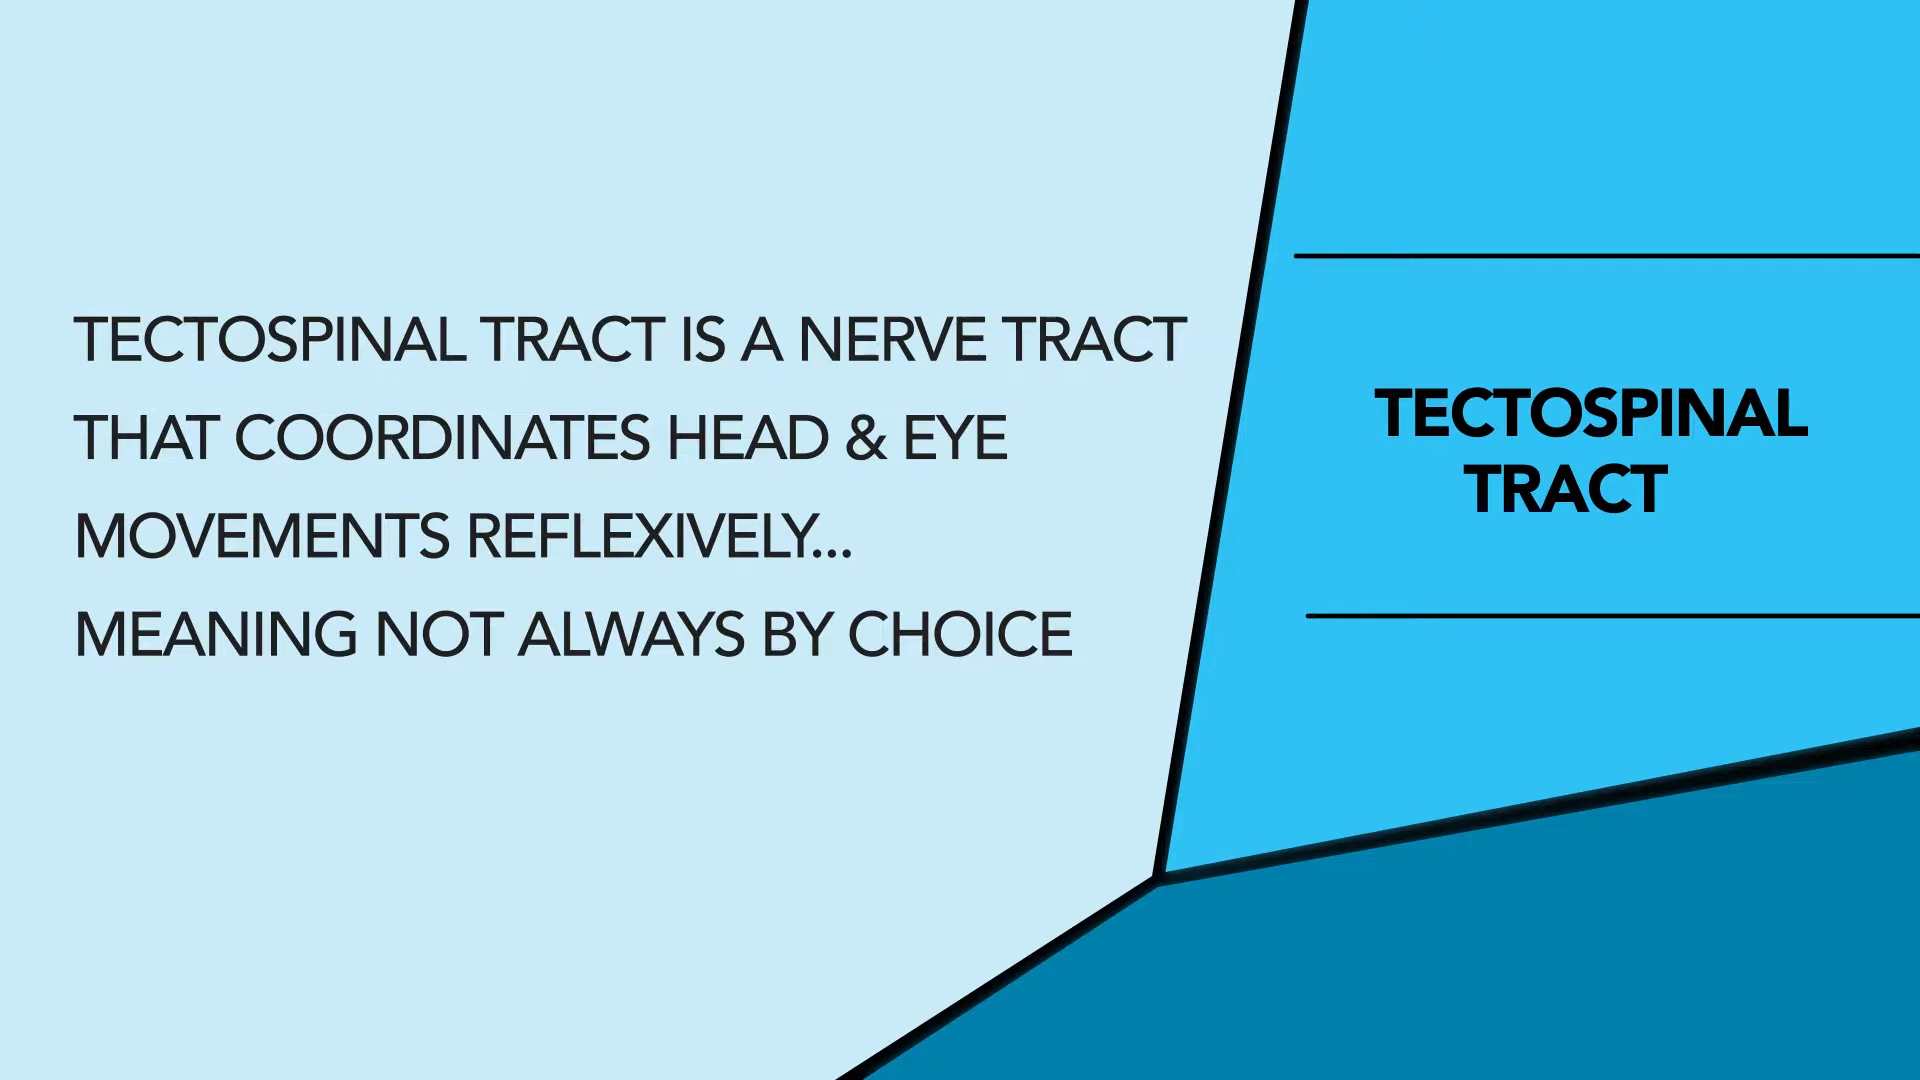 TECTOSPINAL TRACT IS A NERVE TRACT
THAT COORDINATES HEAD & EYE
MOVEMENTS REFLEXIVELY...
MEANING NOT ALWAYS BY CHOICE
TECTOSPINAL
TRACT